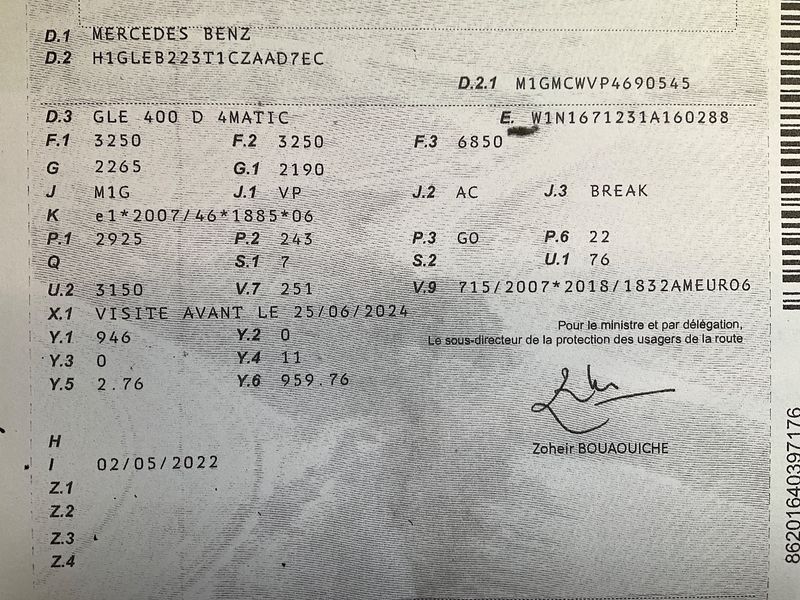 D.1 MERCEDES BENZ
D.2 H1GLEB223T1CZAAD7EC
D.2.1 M1GMCWVP4690545
D.3 GLE 400 D 4MATIC E. W1N1671231A160288
F.1 3250 F.2 3250 F.3 6850
G 2265 G.1 2190
J M1G J.1 VP J.2 AC J.3 BREAK
K e1*2007/46*1885*06
P.1 2925 P.2 243 P.3 GO P.6 22
Q S.1 7 S.2 U.1 76
U.2 3150 V.7 251 V.9 715/2007*2018/1832AMEURO6
X.1 VISITE AVANT LE 25/06/2024
Y.1 946 Y.2 0
Pour le ministre et par délégation,
Le sous-directeur de la protection des usagers de la route
Y.3 0 Y.4 11
Y.5 2.76 Y.6 959.76
H
Zoheir BOUAOUICHE
I 02/05/2022
Z.1
Z.2
Z.3
Z.4
862016403971 76